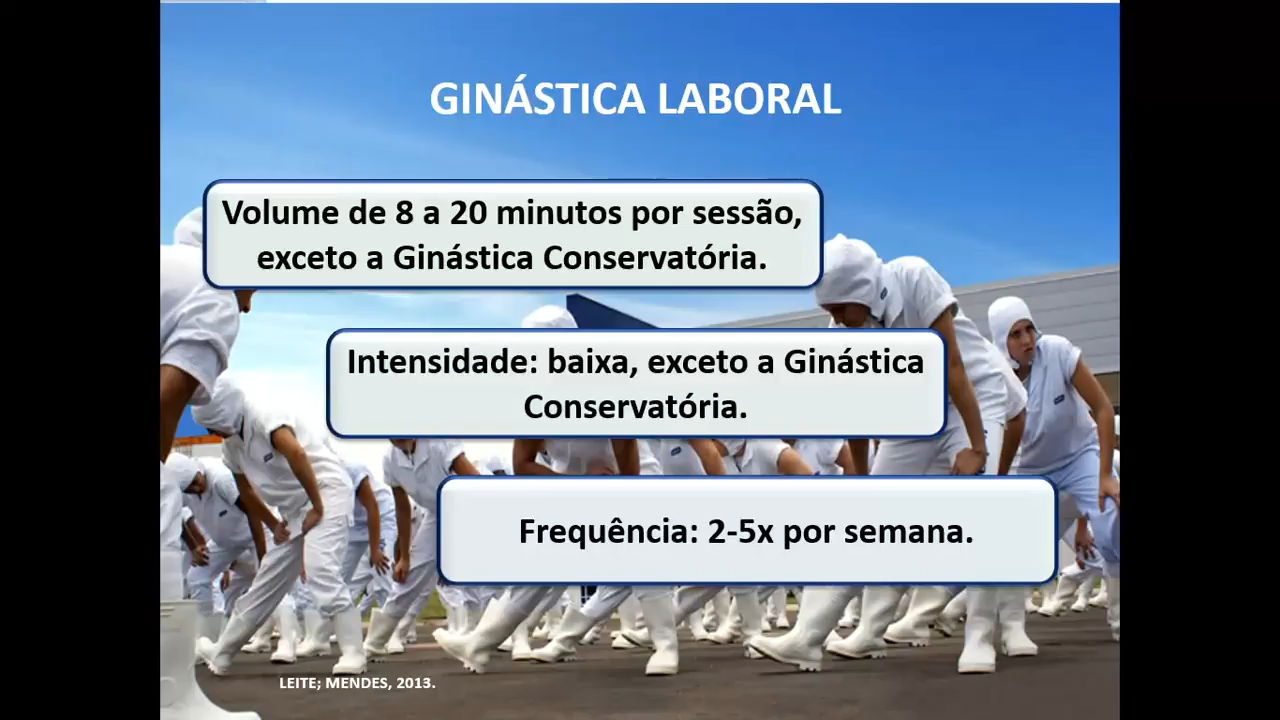 GINÁSTICA LABORAL
Volume de 8 a 20 minutos por sessão,
exceto a Ginástica Conservatória.
Intensidade: baixa, exceto a Ginástica
Conservatória.
Frequência: 2-5x por semana.
LEITE; MENDES, 2013.